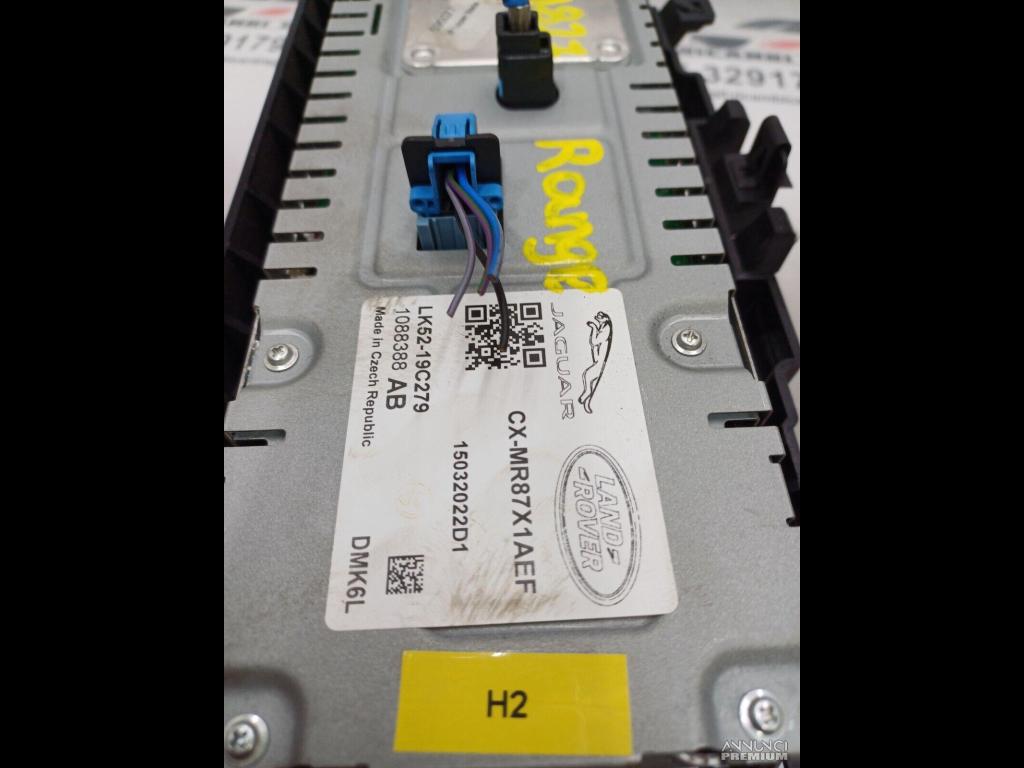 Range
JAGUAR
LAND
ROVER
CX-MR87X1AEF
15032022D1
LK52-19C279
1088388 AB
Made in Czech Republic
DMK6L
H2
32917
ANNUNCI
PREMIUM